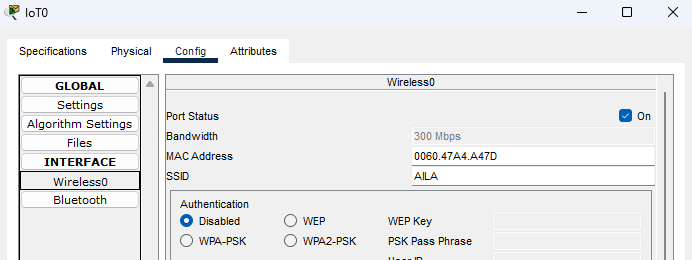 IoT0
Specifications Physical Config Attributes
GLOBAL
Settings
Algorithm Settings
Files
INTERFACE
Wireless0
Bluetooth
Wireless0
Port Status On
Bandwidth 300 Mbps
MAC Address 0060.47A4.A47D
SSID AILA
Authentication
Disabled WEP WEP Key
WPA-PSK WPA2-PSK PSK Pass Phrase
User ID